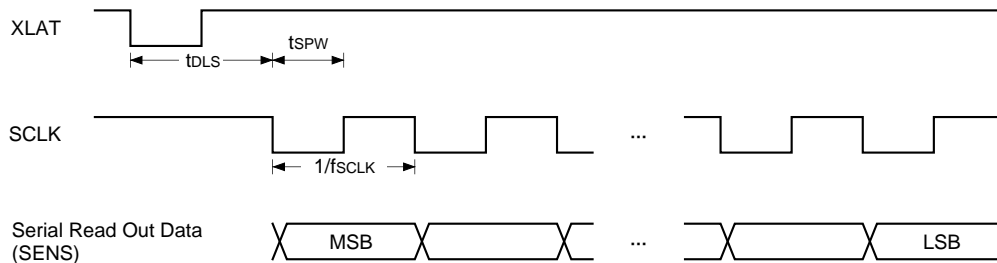 XLAT
tSPW
tDLS
SCLK
...
1/fSCLK
Serial Read Out Data
(SENS)
MSB
...
LSB